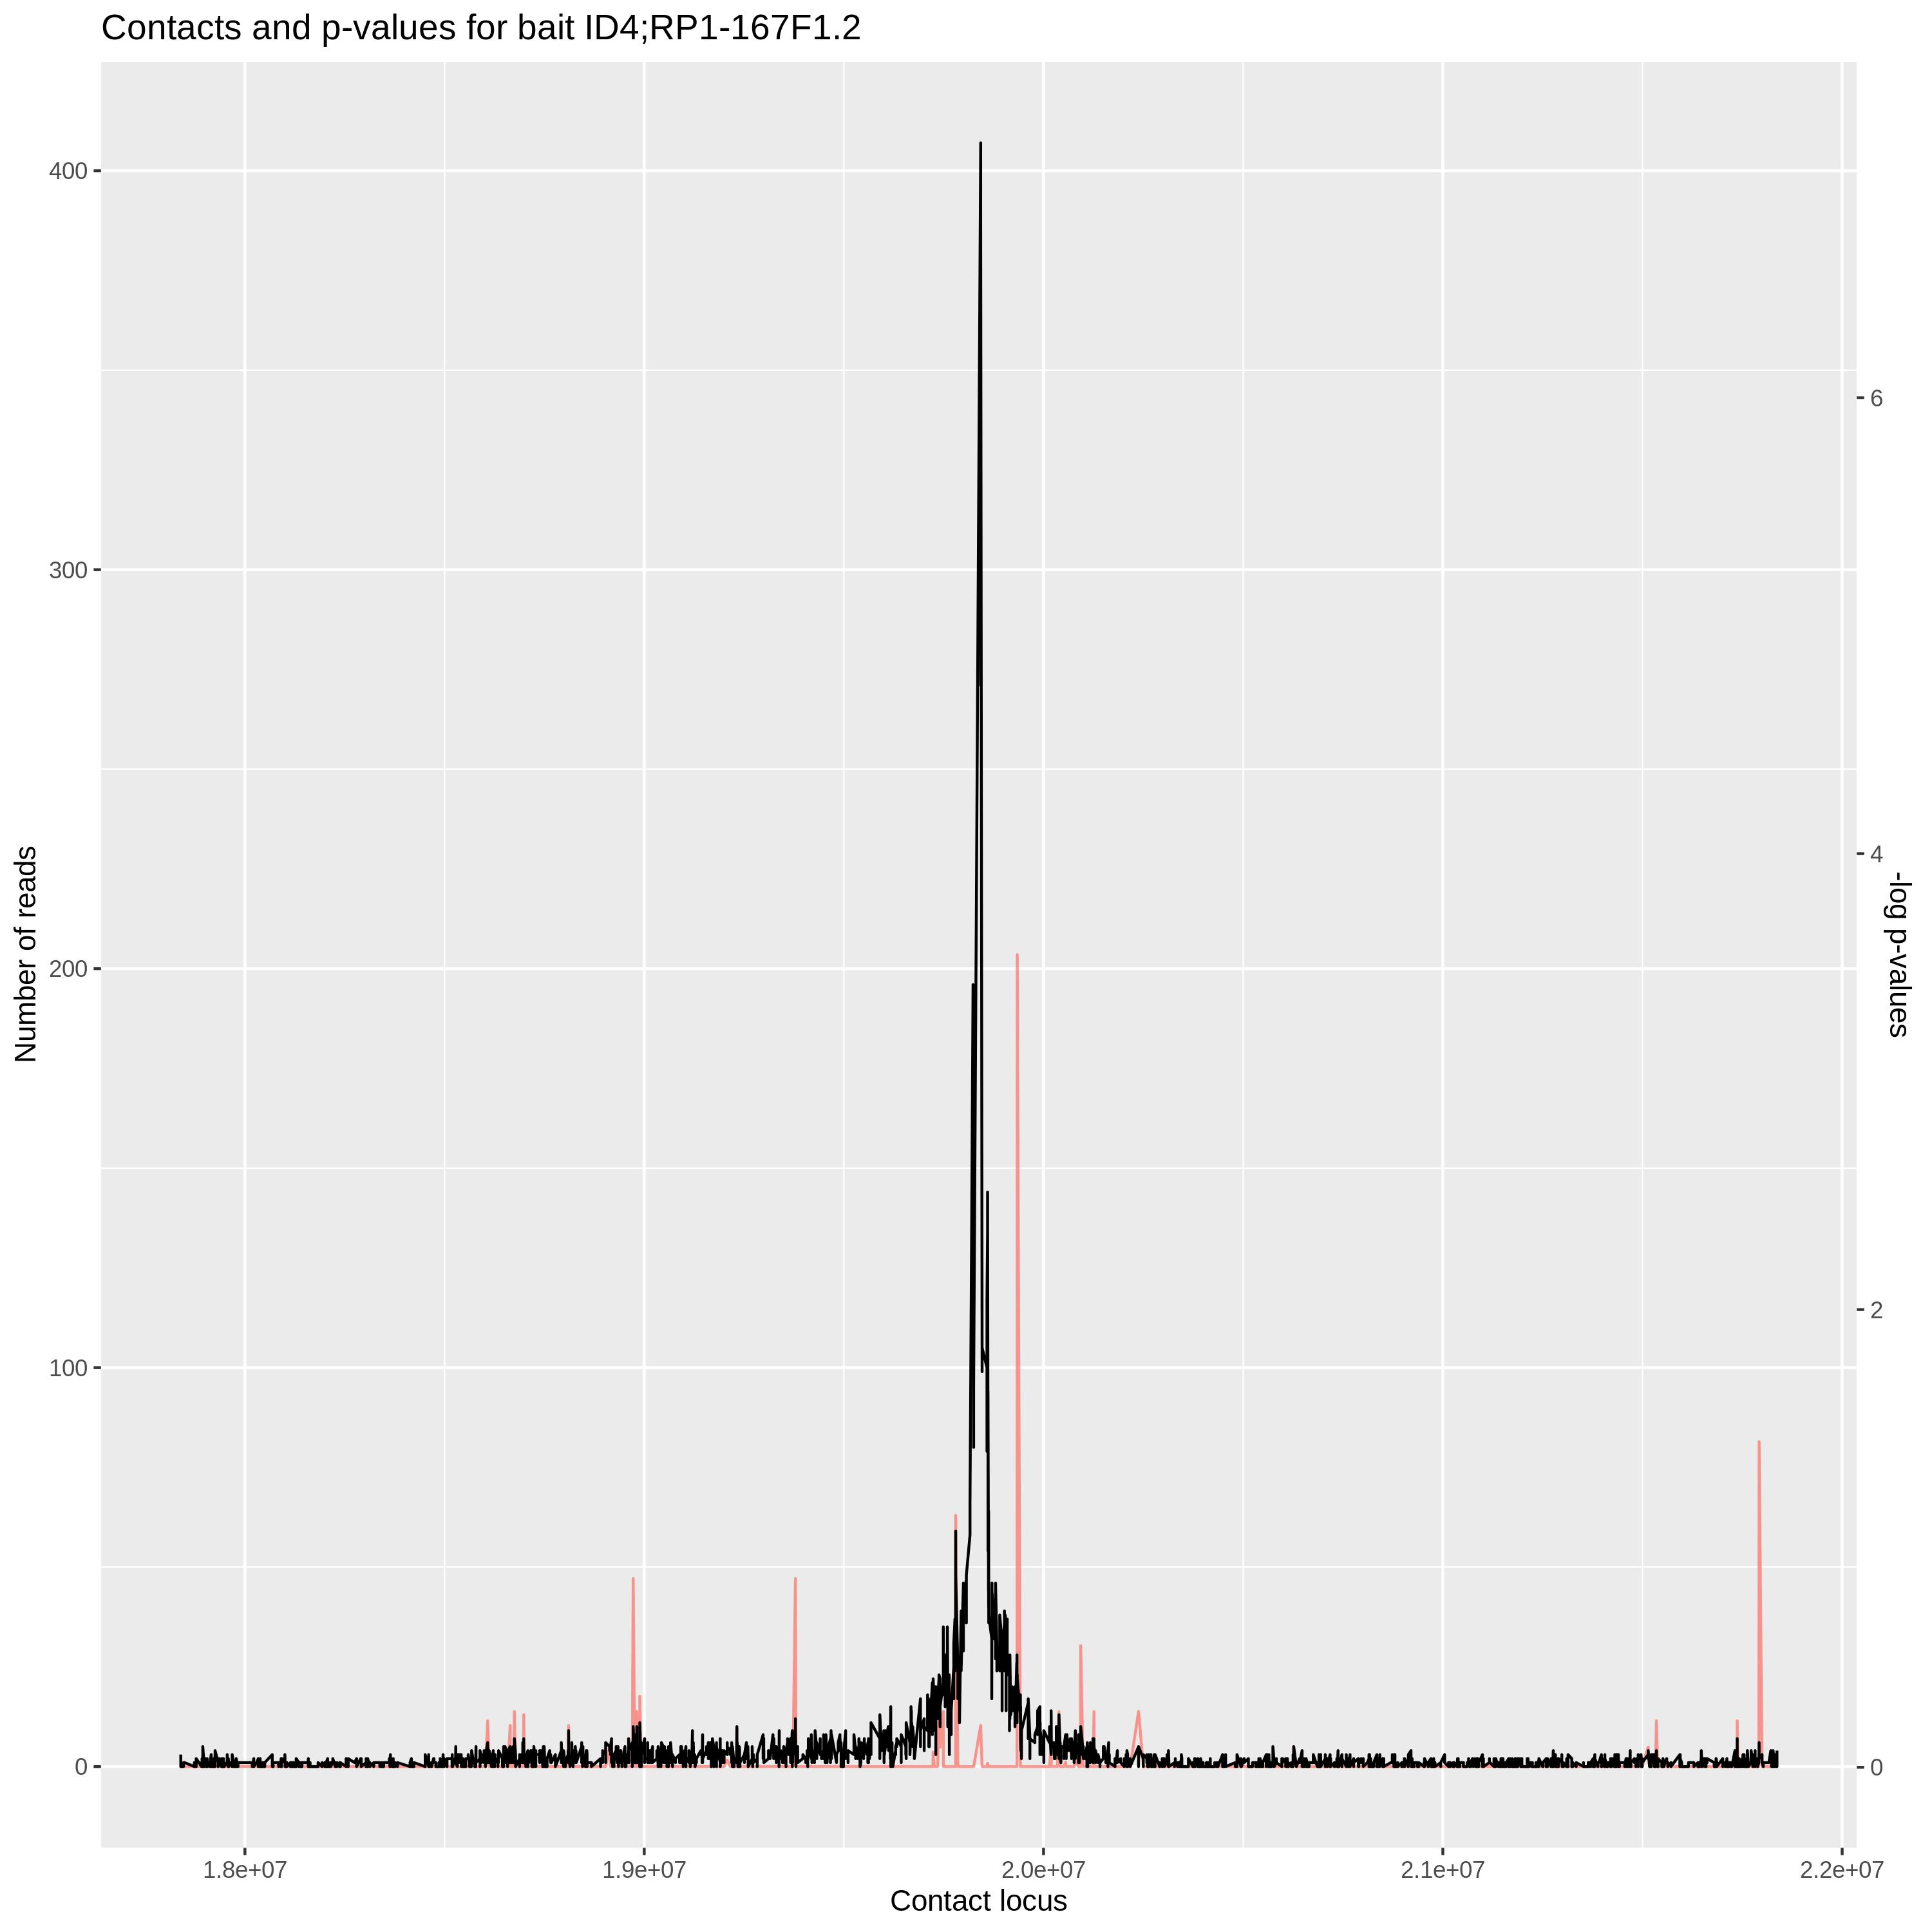 Contacts and p-values for bait ID4;RP1-167F1.2
400
300
200
100
0
Number of reads
6
4
2
0
-log p-values
1.8e+07
1.9e+07
2.0e+07
2.1e+07
2.2e+07
Contact locus